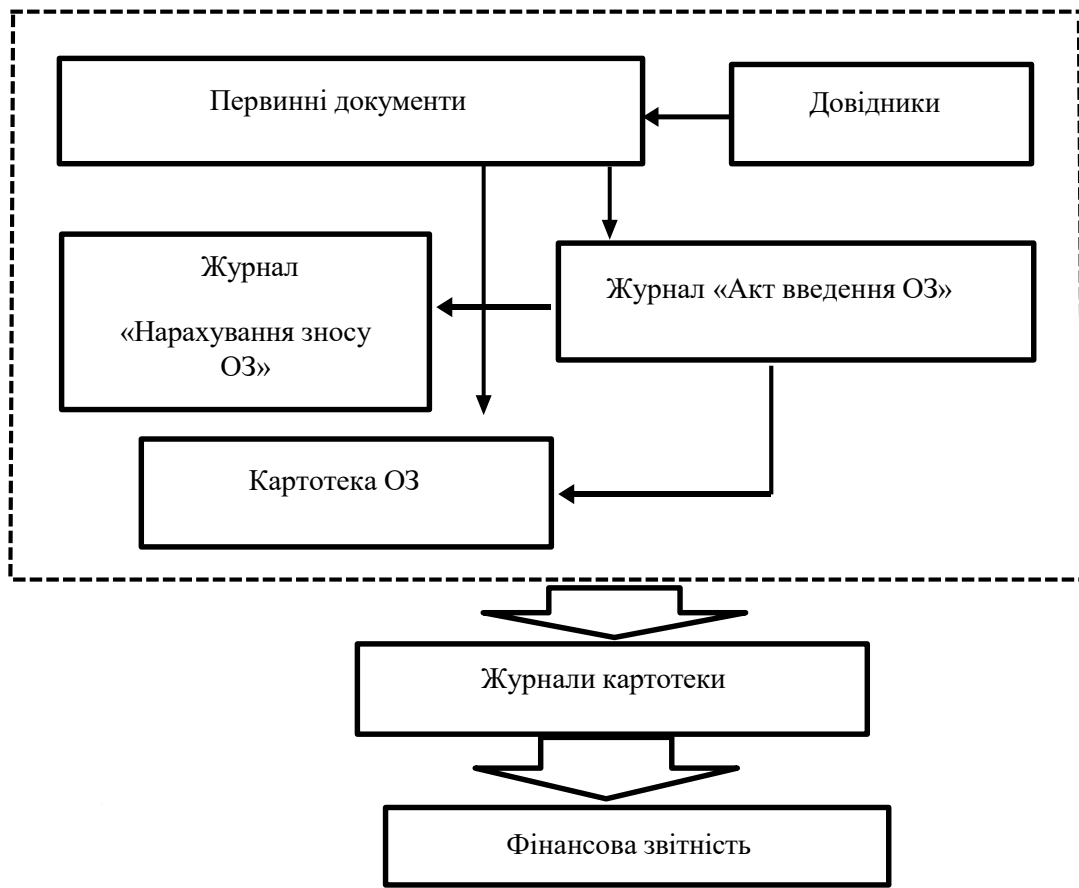 Первинні документи
Довідники
Журнал
«Нарахування зносу
ОЗ»
Журнал «Акт введення ОЗ»
Картотека ОЗ
Журнали картотеки
Фінансова звітність